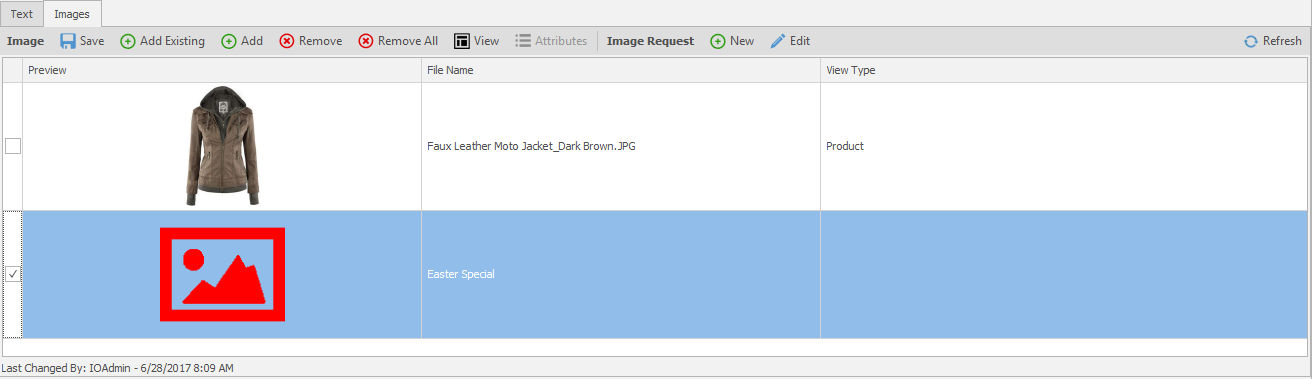 Text Images
Image Save Add Existing Add Remove Remove All View Attributes Image Request New Edit Refresh
Preview File Name View Type
Faux Leather Moto Jacket_Dark Brown.JPG Product
Easter Special
Last Changed By: IOAdmin - 6/28/2017 8:09 AM